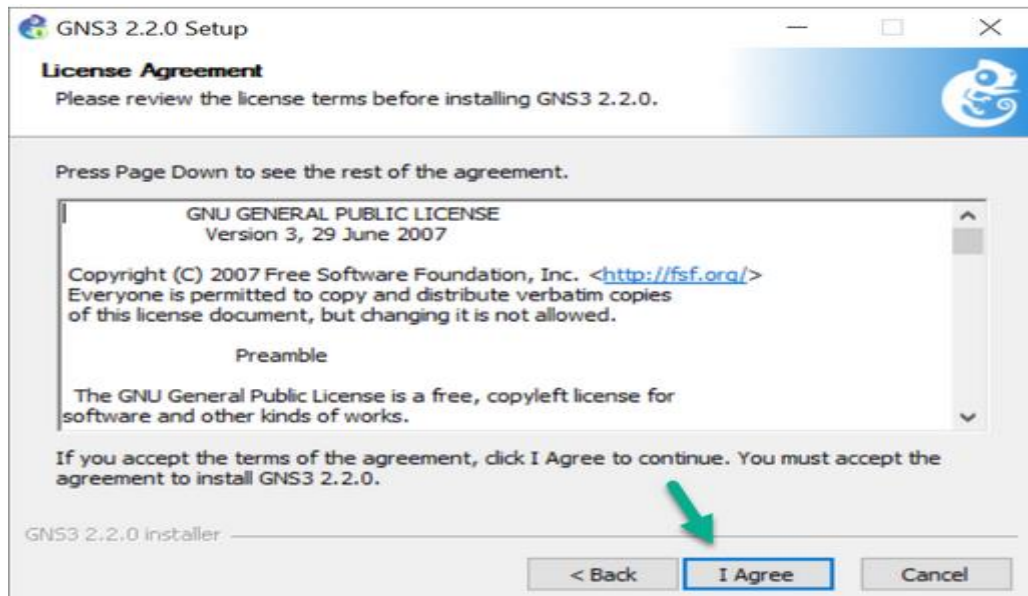 GNS3 2.2.0 Setup
License Agreement
Please review the license terms before installing GNS3 2.2.0.
Press Page Down to see the rest of the agreement.
GNU GENERAL PUBLIC LICENSE
Version 3, 29 June 2007
Copyright (C) 2007 Free Software Foundation, Inc. <http://fsf.org/>
Everyone is permitted to copy and distribute verbatim copies
of this license document, but changing it is not allowed.
Preamble
The GNU General Public License is a free, copyleft license for
software and other kinds of works.
If you accept the terms of the agreement, click I Agree to continue. You must accept the
agreement to install GNS3 2.2.0.
GNS3 2.2.0 installer
< Back I Agree Cancel